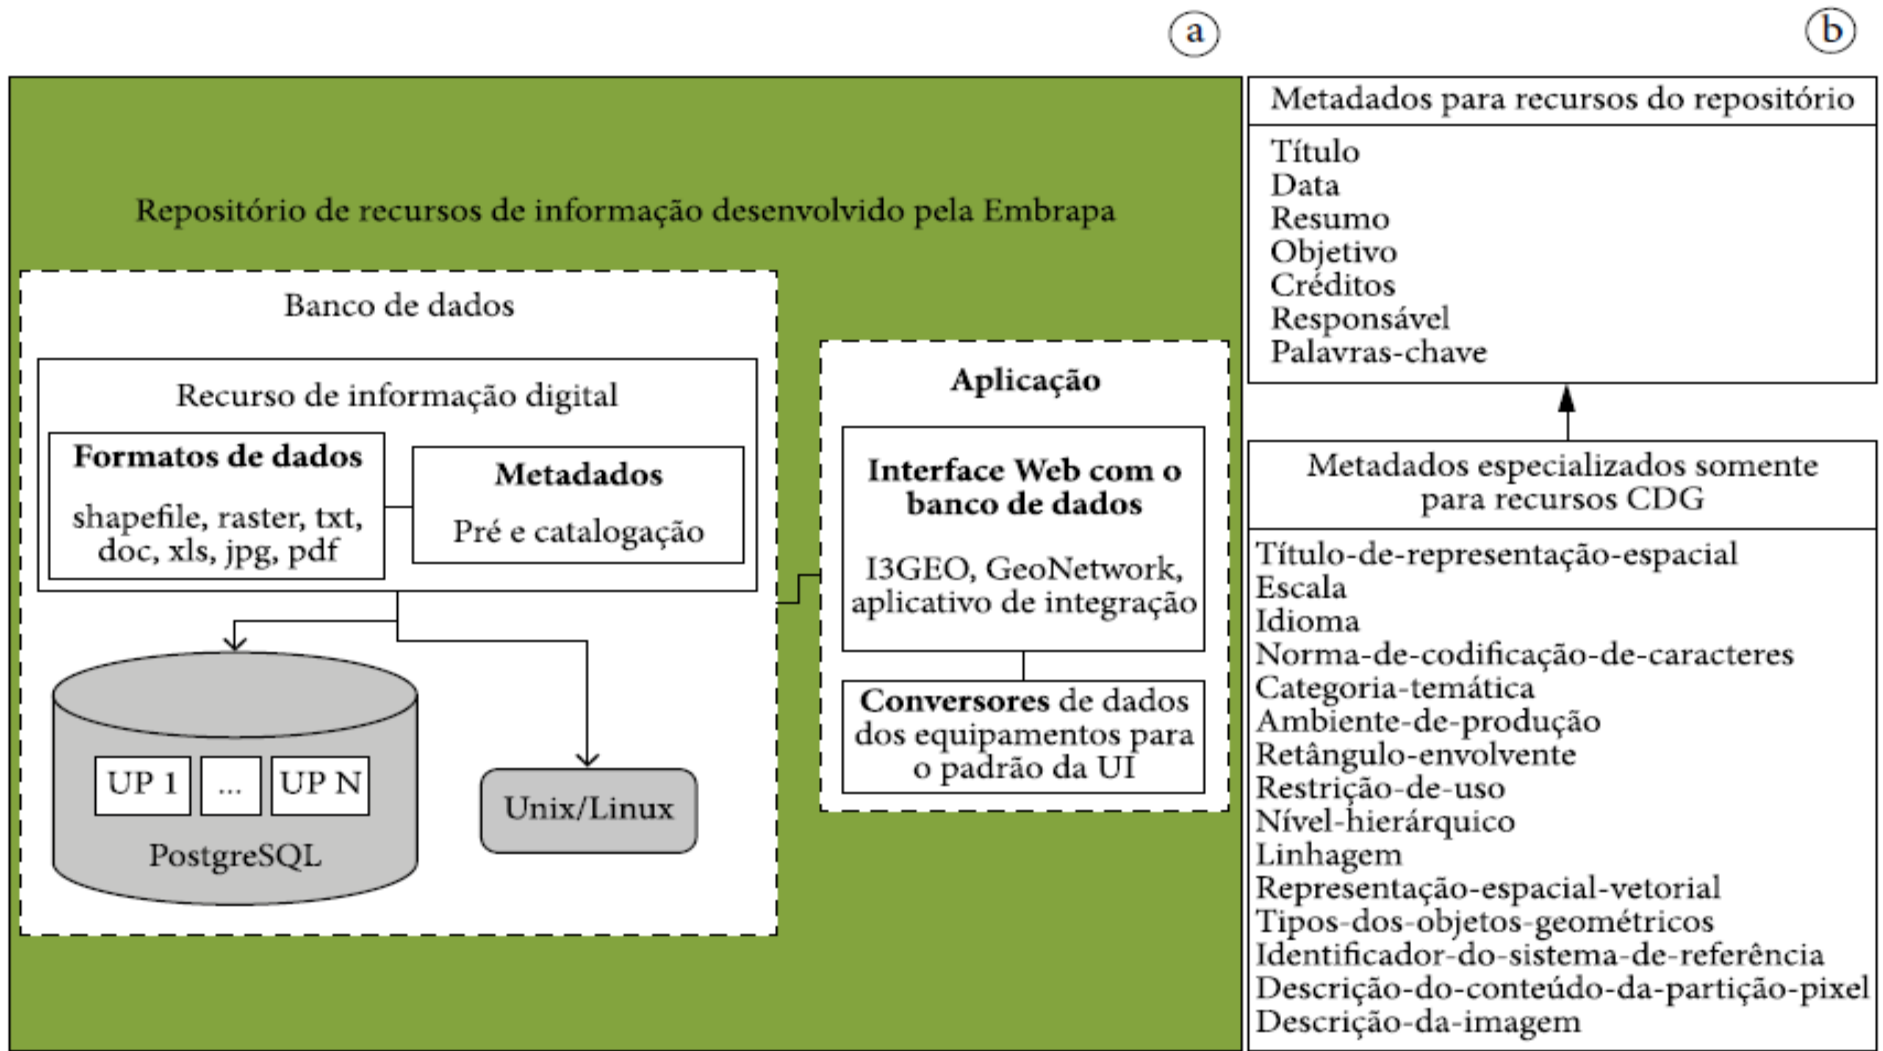 a
Repositório de recursos de informação desenvolvido pela Embrapa
Banco de dados
Recurso de informação digital
Formatos de dados
shapefile, raster, txt,
doc, xls, jpg, pdf
Metadados
Pré e catalogação
UP 1
...
UP N
PostgreSQL
Unix/Linux
Aplicação
Interface Web com o
banco de dados
I3GEO, GeoNetwork,
aplicativo de integração
Conversores de dados
dos equipamentos para
o padrão da UI
b
Metadados para recursos do repositório
Título
Data
Resumo
Objetivo
Créditos
Responsável
Palavras-chave
Metadados especializados somente
para recursos CDG
Título-de-representação-espacial
Escala
Idioma
Norma-de-codificação-de-caracteres
Categoria-temática
Ambiente-de-produção
Retângulo-envolvente
Restrição-de-uso
Nível-hierárquico
Linhagem
Representação-espacial-vetorial
Tipos-dos-objetos-geométricos
Identificador-do-sistema-de-referência
Descrição-do-conteúdo-da-partição-pixel
Descrição-da-imagem